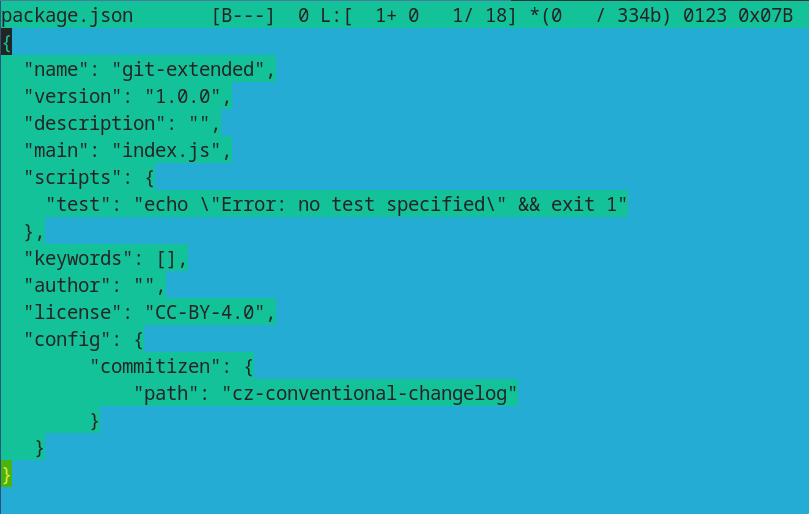 package.json       [B---]  0 L:[  1+ 0   1/ 18] *(0   / 334b) 0123 0x07B
{
  "name": "git-extended",
  "version": "1.0.0",
  "description": "",
  "main": "index.js",
  "scripts": {
    "test": "echo \"Error: no test specified\" && exit 1"
  },
  "keywords": [],
  "author": "",
  "license": "CC-BY-4.0",
  "config": {
        "commitizen": {
            "path": "cz-conventional-changelog"
        }
   }
}